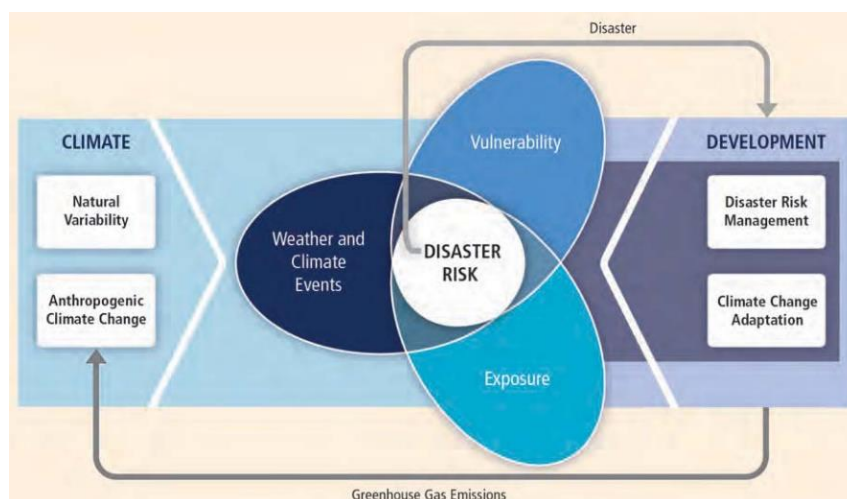 Disaster
CLIMATE
Natural
Variability
Anthropogenic
Climate Change
Weather and
Climate
Events
Vulnerability
DISASTER
RISK
Exposure
DEVELOPMENT
Disaster Risk
Management
Climate Change
Adaptation
Greenhouse Gas Emissions